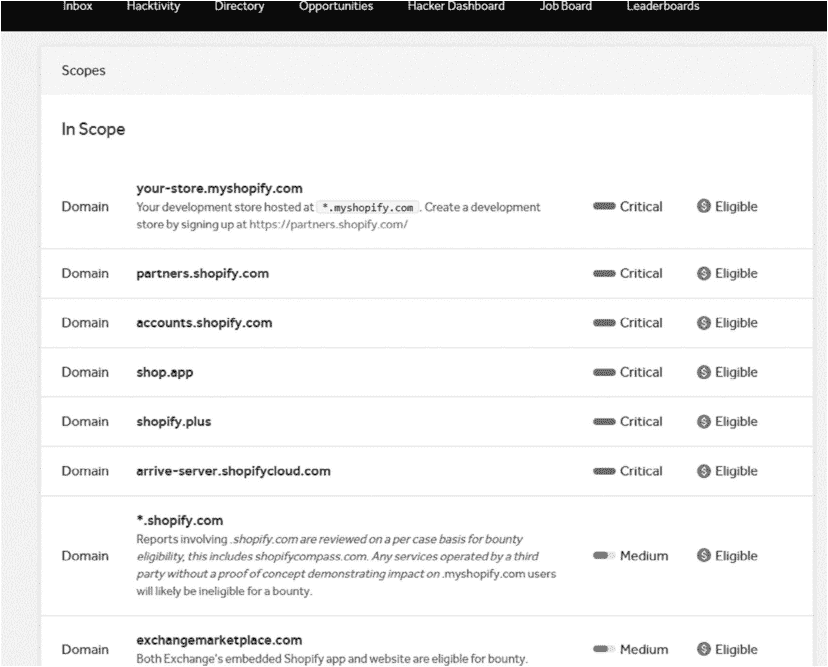 Inbox Hacktivity Directory Opportunities Hacker Dashboard Job Board Leaderboards
Scopes
In Scope
your-store.myshopify.com
Domain Your development store hosted at *.myshopify.com . Create a development Critical Eligible
store by signing up at https://partners.shopify.com/
Domain partners.shopify.com Critical Eligible
Domain accounts.shopify.com Critical Eligible
Domain shop.app Critical Eligible
Domain shopify.plus Critical Eligible
Domain arrive-server.shopifycloud.com Critical Eligible
*.shopify.com
Reports involving .shopify.com are reviewed on a per case basis for bounty
eligibility, this includes shopifycompass.com. Any services operated by a third
Domain Medium Eligible
party without a proof of concept demonstrating impact on .myshopify.com users
will likely be ineligible for a bounty.
exchangemarketplace.com
Domain Medium Eligible
Both Exchange's embedded Shopify app and website are eligible for bounty.